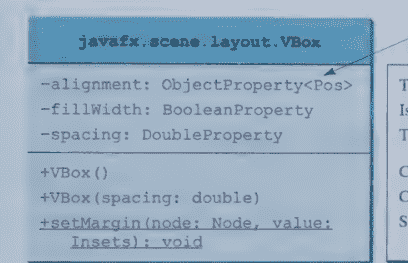 javafx.scene.layout.VBox
-alignment: ObjectProperty<Pos>
-fillWidth: BooleanProperty
-spacing: DoubleProperty
+VBox()
+VBox(spacing: double)
+setMargin(node: Node, value:
Insets): void